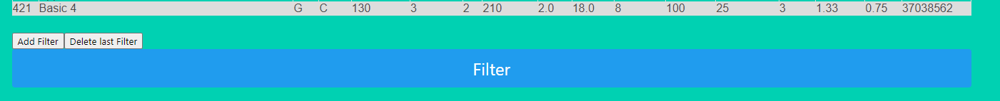 421 Basic 4 G C 130 3 2 210 2.0 18.0 8 100 25 3 1.33 0.75 37038562
Add Filter Delete last Filter
Filter